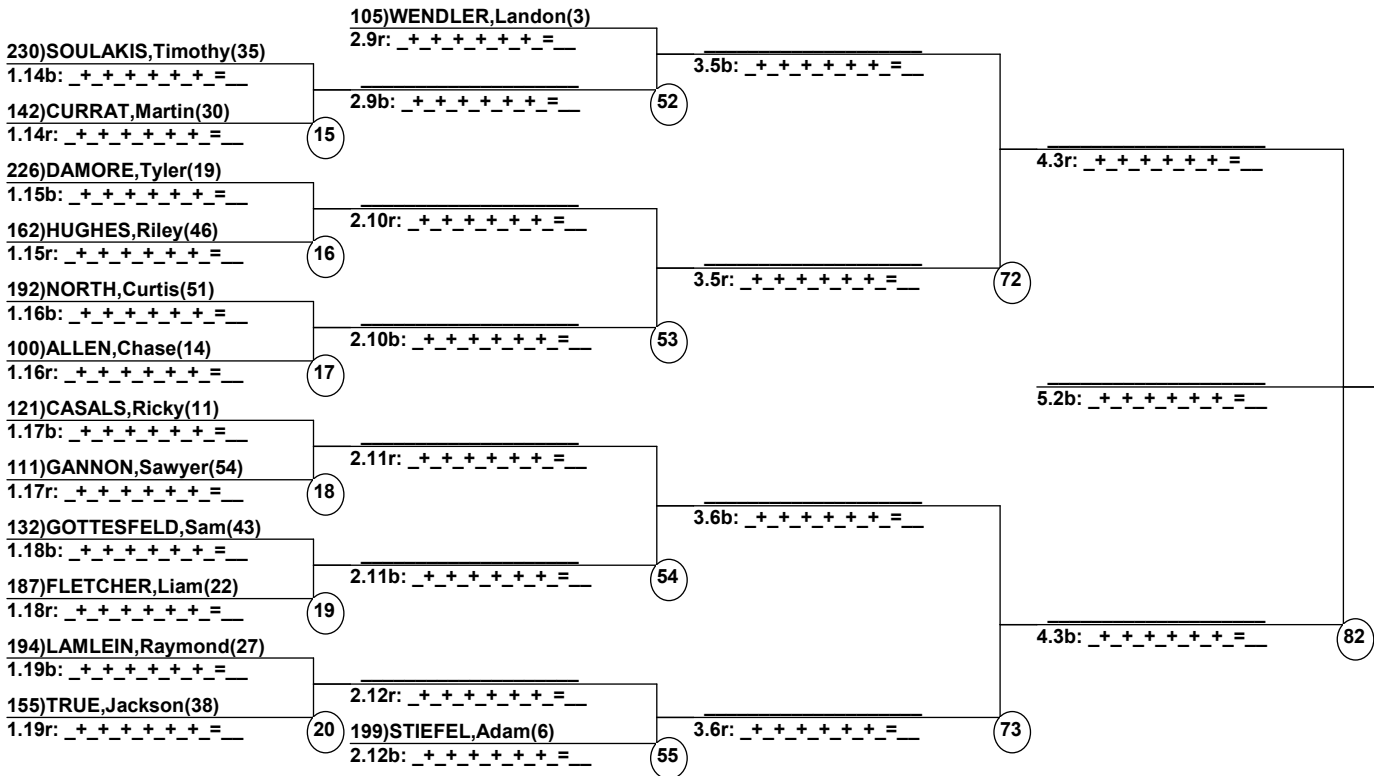 105)WENDLER,Landon(3)
2.9r: _+_+_+_+_+_=__
230)SOULAKIS,Timothy(35)
1.14b: _+_+_+_+_+_=__
2.9b: _+_+_+_+_+_=__
52
3.5b: _+_+_+_+_+_=__
142)CURRAT,Martin(30)
1.14r: _+_+_+_+_+_=__
15
226)DAMORE,Tyler(19)
1.15b: _+_+_+_+_+_=__
2.10r: _+_+_+_+_+_=__
4.3r: _+_+_+_+_+_=__
162)HUGHES,Riley(46)
1.15r: _+_+_+_+_+_=__
16
3.5r: _+_+_+_+_+_=__
72
192)NORTH,Curtis(51)
1.16b: _+_+_+_+_+_=__
2.10b: _+_+_+_+_+_=__
53
100)ALLEN,Chase(14)
1.16r: _+_+_+_+_+_=__
17
5.2b: _+_+_+_+_+_=__
121)CASALS,Ricky(11)
1.17b: _+_+_+_+_+_=__
2.11r: _+_+_+_+_+_=__
111)GANNON,Sawyer(54)
1.17r: _+_+_+_+_+_=__
18
3.6b: _+_+_+_+_+_=__
132)GOTTESFELD,Sam(43)
1.18b: _+_+_+_+_+_=__
2.11b: _+_+_+_+_+_=__
54
187)FLETCHER,Liam(22)
1.18r: _+_+_+_+_+_=__
19
4.3b: _+_+_+_+_+_=__
82
194)LAMLEIN,Raymond(27)
1.19b: _+_+_+_+_+_=__
2.12r: _+_+_+_+_+_=__
155)TRUE,Jackson(38)
1.19r: _+_+_+_+_+_=__
20
199)STIEFEL,Adam(6)
2.12b: _+_+_+_+_+_=__
55
3.6r: _+_+_+_+_+_=__
73